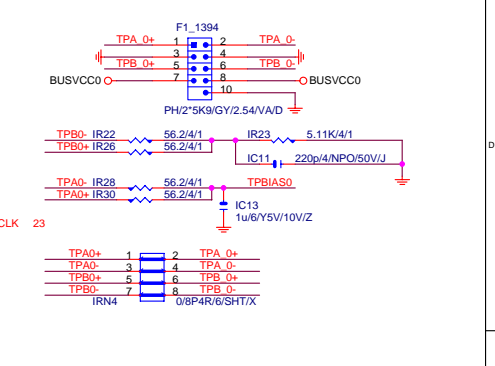 F1_1394
TPA_0+ 1 2 TPA_0-
3 4
TPB_0+ 5 6 TPB_0-
BUSVCC0 7 8 BUSVCC0
10
PH/2*5K9/GY/2.54/VA/D
TPB0- IR22 56.2/4/1 IR23 5.11K/4/1
D
TPB0+ IR26 56.2/4/1
IC11 220p/4/NPO/50V/J
TPA0- IR28 56.2/4/1 TPBIAS0
TPA0+ IR30 56.2/4/1
IC13
1u/6/Y5V/10V/Z
CLK 23
TPA0+ 1 2 TPA_0+
TPA0- 3 4 TPA_0-
TPB0+ 5 6 TPB_0+
TPB0- 7 8 TPB_0-
IRN4 0/8P4R/6/SHT/X